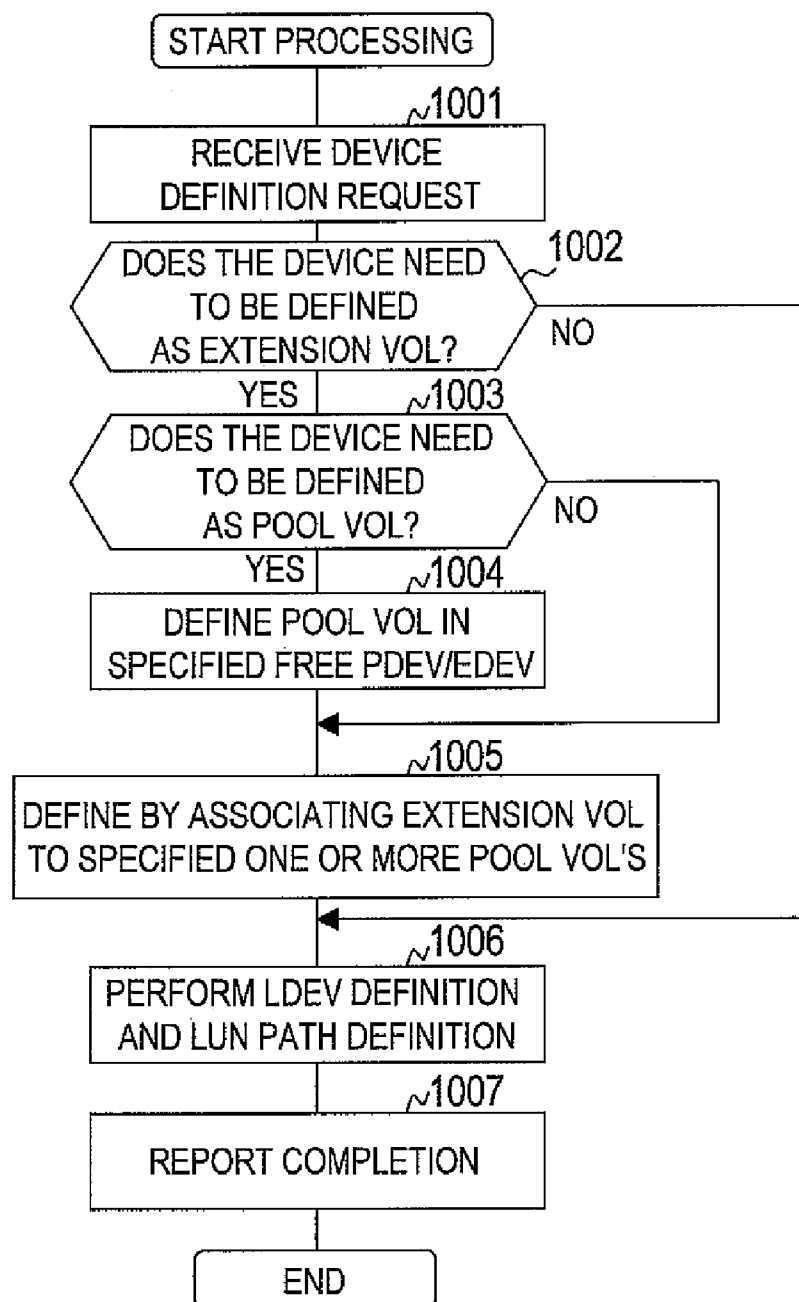 START PROCESSING
1001
RECEIVE DEVICE
DEFINITION REQUEST
1002
DOES THE DEVICE NEED
TO BE DEFINED
AS EXTENSION VOL?
NO
YES
1003
DOES THE DEVICE NEED
TO BE DEFINED
AS POOL VOL?
NO
YES
1004
DEFINE POOL VOL IN
SPECIFIED FREE PDEV/EDEV
1005
DEFINE BY ASSOCIATING EXTENSION VOL
TO SPECIFIED ONE OR MORE POOL VOL'S
1006
PERFORM LDEV DEFINITION
AND LUN PATH DEFINITION
1007
REPORT COMPLETION
END